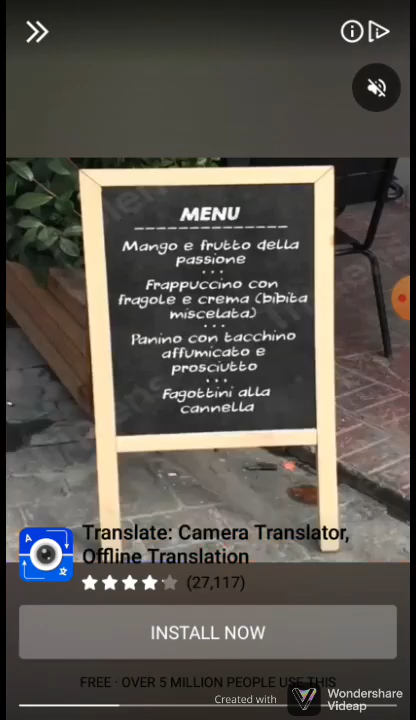 MENU
Mango e frutto della
passione
Frappuccino con
fragole e crema (bibita
miscelata)
Panino con tacchino
affumicato e
prosciutto
Fagottini alla
cannella
Translate: Camera Translator,
Offline Translation
(27,117)
INSTALL NOW
FREE · OVER 5 MILLION PEOPLE USE THIS
Created with
Wondershare
Videap